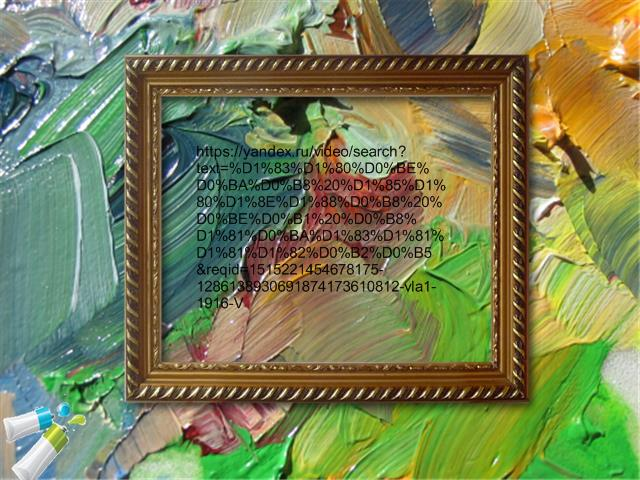 https://yandex.ru/video/search?
text=%D1%83%D1%80%D0%BE%
D0%BA%D0%B8%20%D1%85%D1%
80%D1%8E%D1%88%D0%B8%20%
D0%BE%D0%B1%20%D0%B8%
D1%81%D0%BA%D1%83%D1%81%
D1%81%D1%82%D0%B2%D0%B5
&reqid=1515221454678175-
1286138930691874173610812-vla1-
1916-V